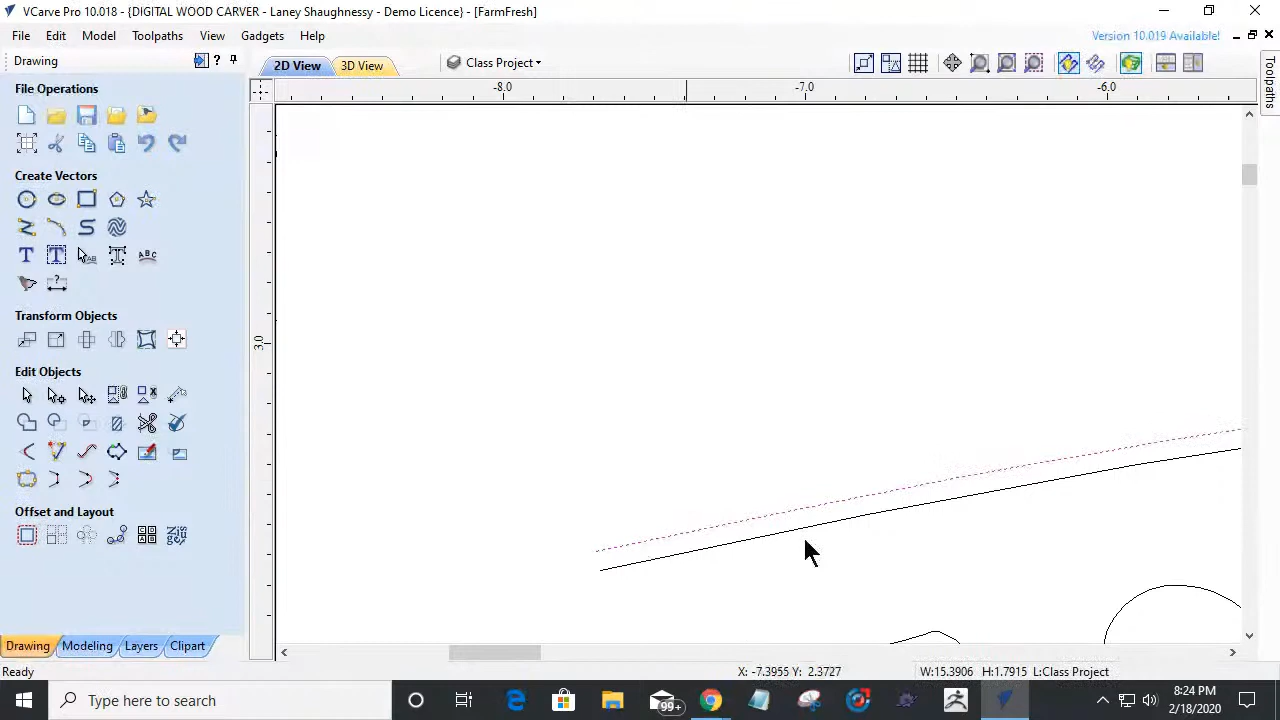 VCarve Pro 10.018 - {DIGITAL WOOD CARVER - Laney Shaughnessy - Demo Licence} - [FarmFresh]
File Edit Model Toolpaths View Gadgets Help Version 10.019 Available!
Drawing ?
2D View 3D View Class Project
File Operations
-8.0 -7.0 -6.0
Toolpaths
Create Vectors
T T T ABC
Transform Objects
3.0
Edit Objects
Offset and Layout
Drawing Modeling Layers Clipart
Ready X: -7.3955 Y: 2.3727 W:15.3906 H:1.7915 L:Class Project
Type here to search 99+ 8:24 PM
2/18/2020